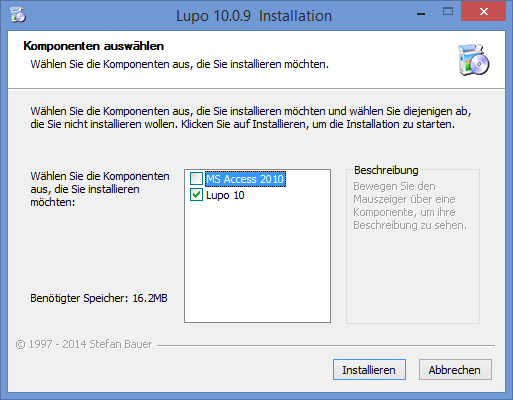 Lupo 10.0.9  Installation
Komponenten auswählen
Wählen Sie die Komponenten aus, die Sie installieren möchten.
Wählen Sie die Komponenten aus, die Sie installieren möchten und wählen Sie diejenigen ab,
die Sie nicht installieren wollen. Klicken Sie auf Installieren, um die Installation zu starten.
Wählen Sie die Komponenten
aus, die Sie installieren
möchten:
MS Access 2010
Lupo 10
Beschreibung
Bewegen Sie den
Mauszeiger über eine
Komponente, um ihre
Beschreibung zu sehen.
Benötigter Speicher: 16.2MB
© 1997 - 2014 Stefan Bauer
Installieren
Abbrechen